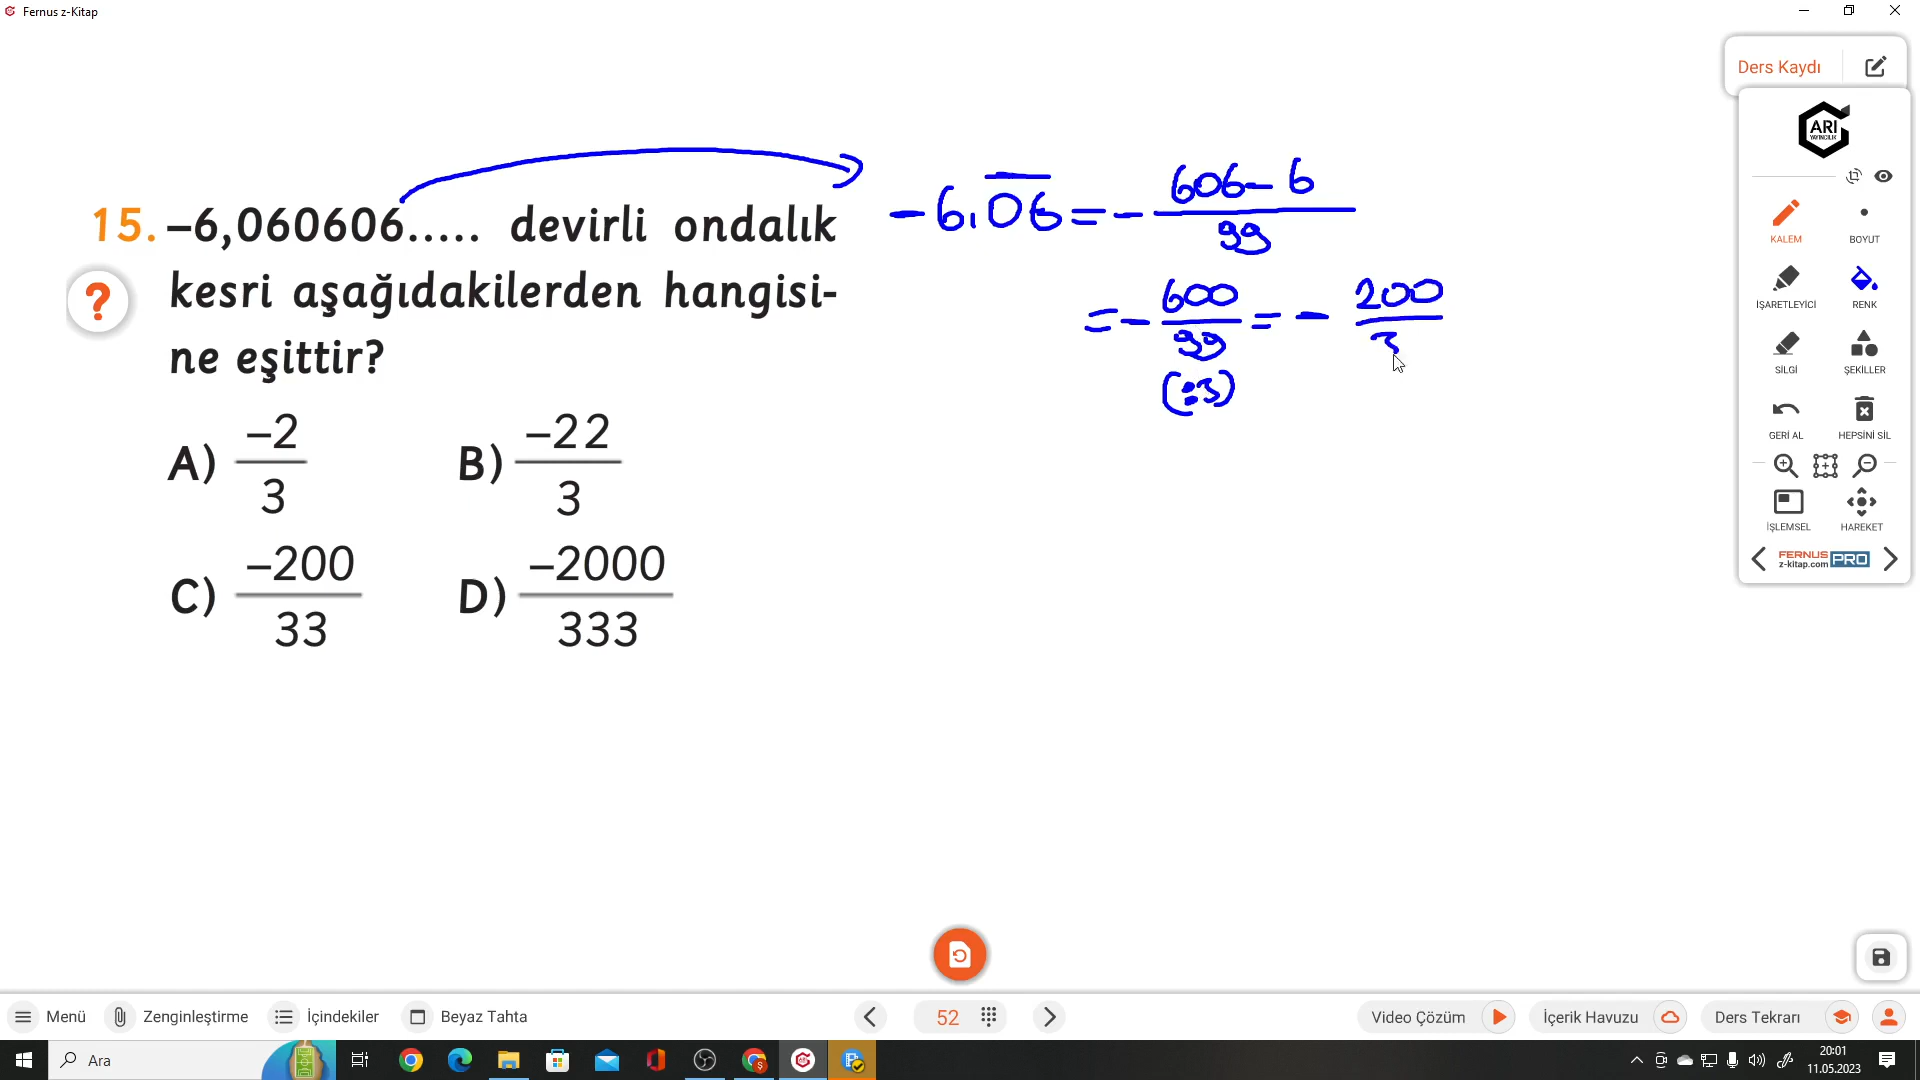 Fernus z-Kitap
Ders Kaydı
ARI
YAYINCILIK
KALEM
BOYUT
İŞARETLEYİCİ
RENK
SİLGİ
ŞEKİLLER
GERİ AL
HEPSİNİ SİL
İŞLEMSEL
HAREKET
FERNUS
z-kitap.com PRO
15. –6,060606..... devirli ondalık
kesri aşağıdakilerden hangisi-
ne eşittir?
?
A) –2/3
B) –22/3
C) –200/33
D) –2000/333
-6,0̅6̅ = - 606-6/99
= - 600/99 = - 200/3
(:3)
Menü
Zenginleştirme
İçindekiler
Beyaz Tahta
52
Video Çözüm
İçerik Havuzu
Ders Tekrarı
Ara
20:01
11.05.2023